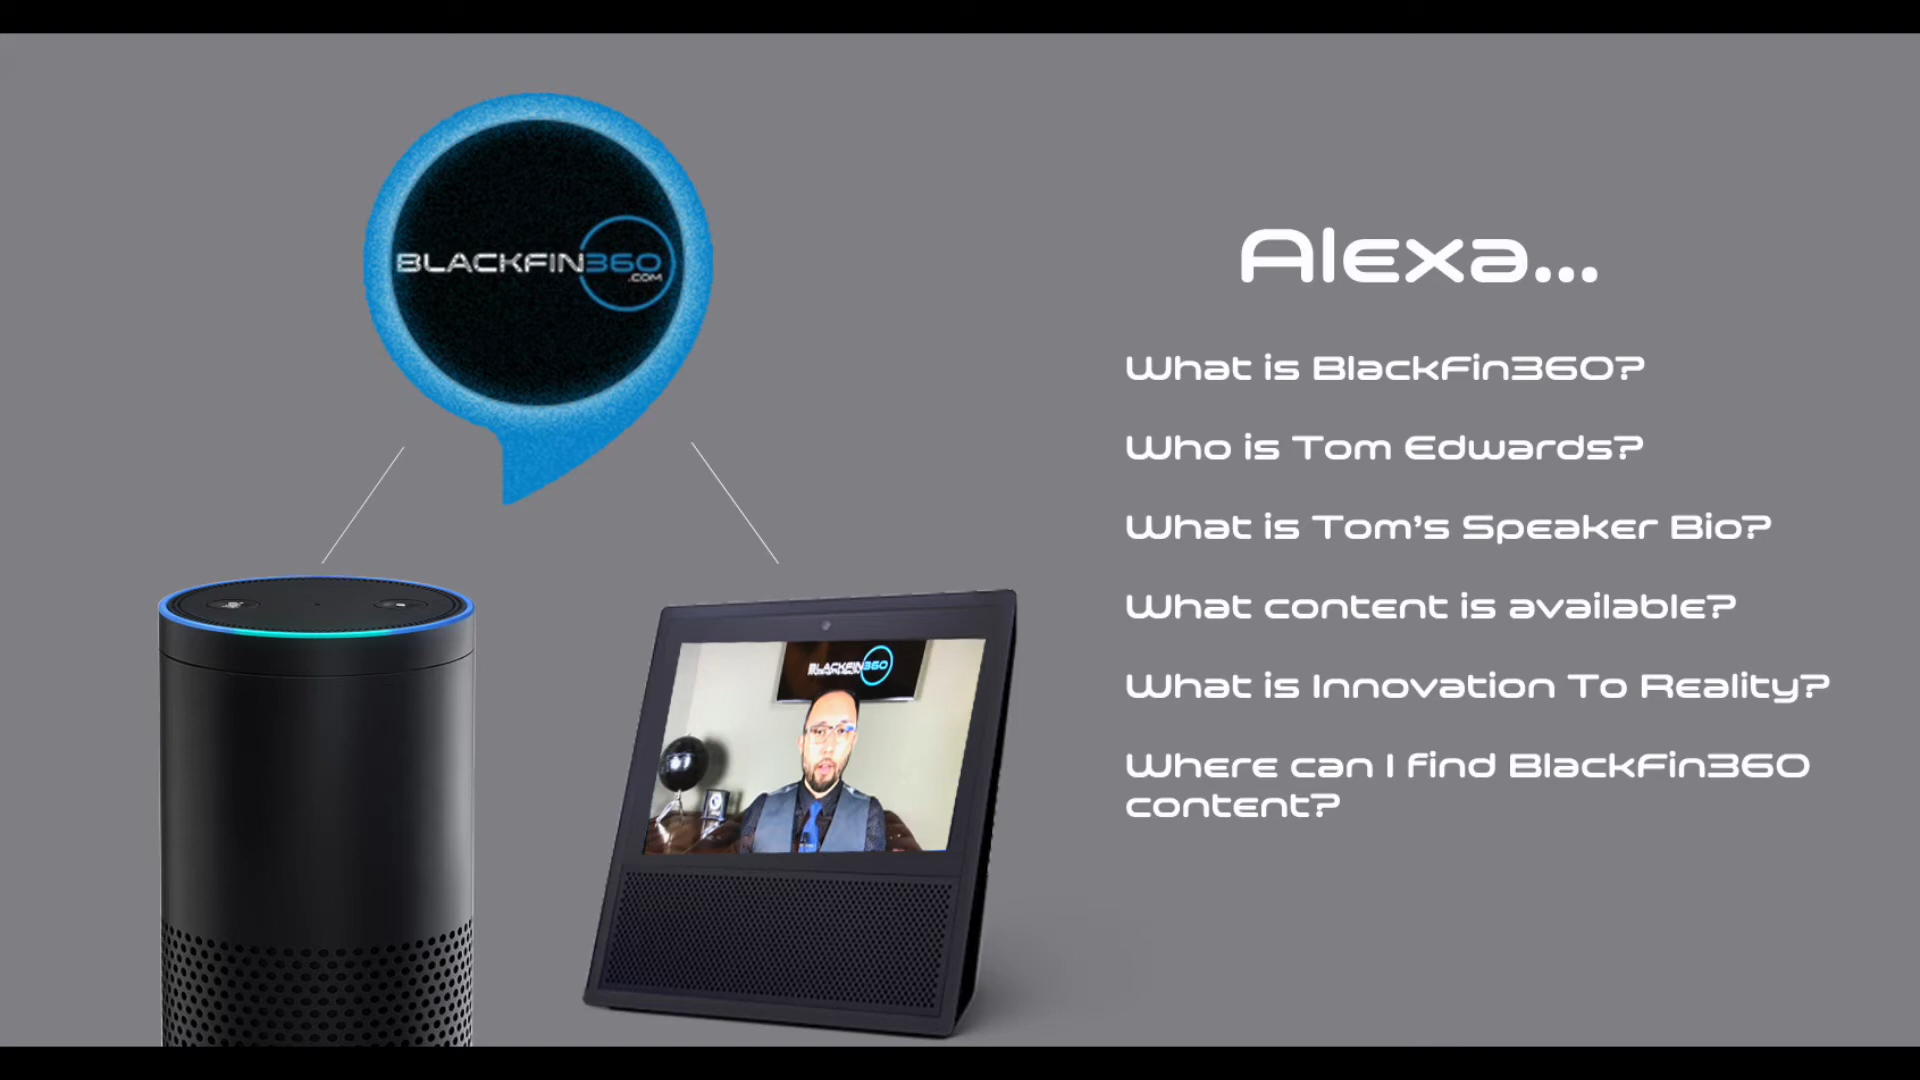 BLACKFIN360
.COM
Alexa...
What is BlackFin360?
Who is Tom Edwards?
What is Tom's Speaker Bio?
What content is available?
What is Innovation To Reality?
Where can I find BlackFin360
content?
BLACKFIN360